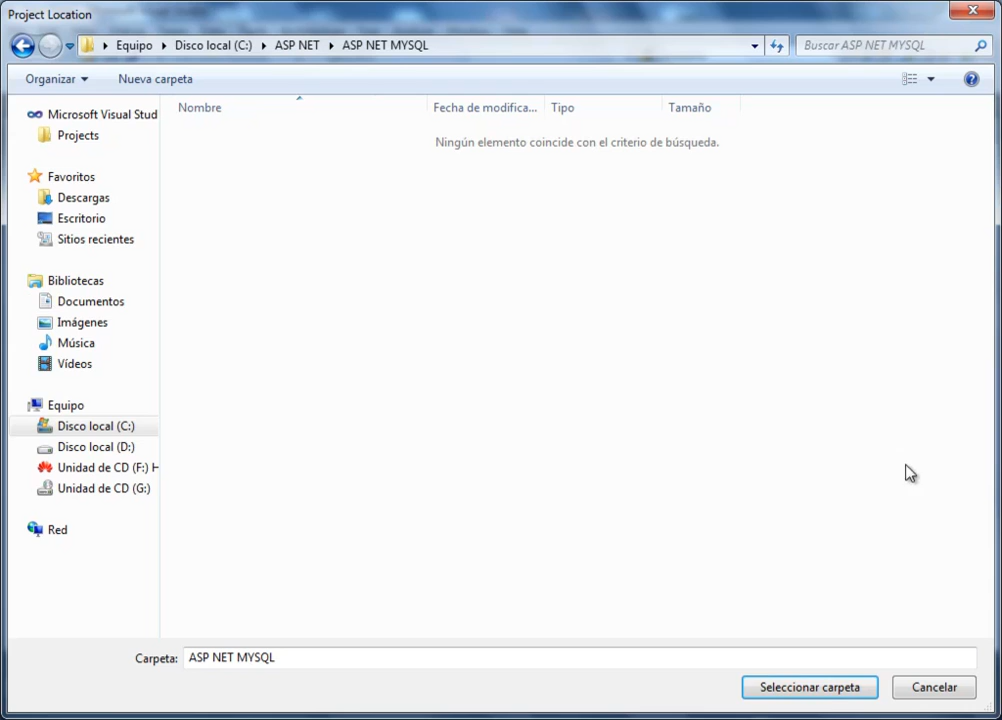 Project Location
Equipo
Disco local (C:)
ASP NET
ASP NET MYSQL
Buscar ASP NET MYSQL
Organizar
Nueva carpeta
Nombre
Fecha de modifica...
Tipo
Tamaño
Ningún elemento coincide con el criterio de búsqueda.
Microsoft Visual Stud
Projects
Favoritos
Descargas
Escritorio
Sitios recientes
Bibliotecas
Documentos
Imágenes
Música
Vídeos
Equipo
Disco local (C:)
Disco local (D:)
Unidad de CD (F:) H
Unidad de CD (G:)
Red
Carpeta:
ASP NET MYSQL
Seleccionar carpeta
Cancelar